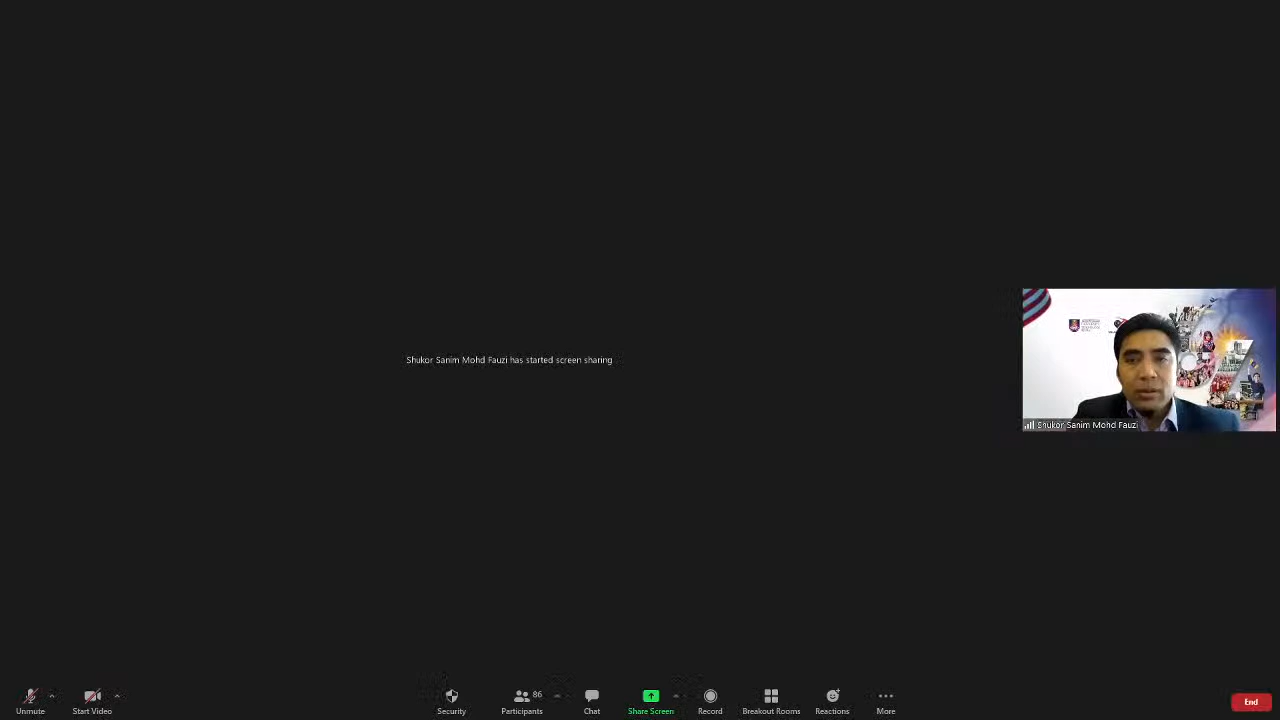 Shukor Sanim Mohd Fauzi has started screen sharing
Shukor Sanim Mohd Fauzi
Unmute
Start Video
Security
86
Participants
Chat
Share Screen
Record
Breakout Rooms
Reactions
More
End